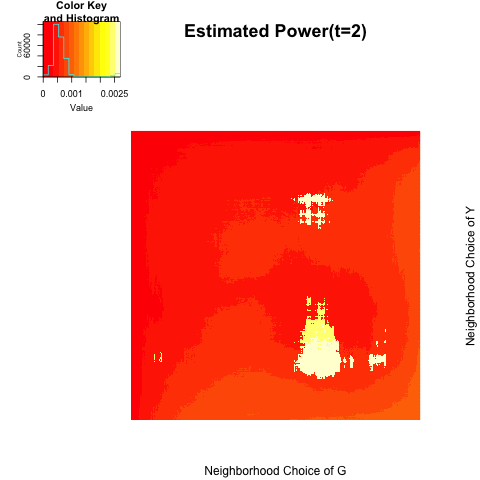 Color Key
and Histogram
Estimated Power(t=2)
Count
0 60000
0 0.001 0.0025
Value
Neighborhood Choice of Y
Neighborhood Choice of G